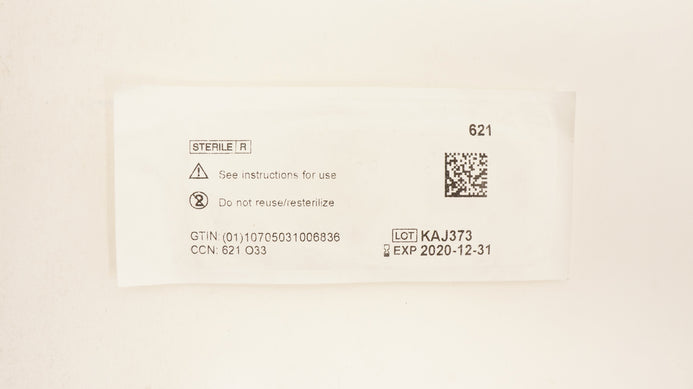 621
STERILE R
See instructions for use
Do not reuse/resterilize
GTIN: (01)10705031006836
CCN: 621 O33
LOT KAJ373
EXP 2020-12-31